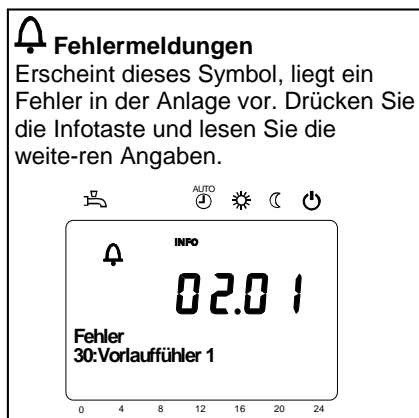 Fehlermeldungen
Erscheint dieses Symbol, liegt ein
Fehler in der Anlage vor. Drücken Sie
die Infotaste und lesen Sie die
weite-ren Angaben.
AUTO
INFO
02.01
Fehler
30:Vorlauffühler 1
0 4 8 12 16 20 24